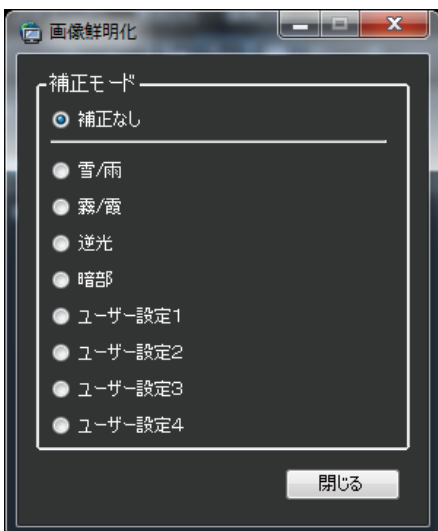 画像鮮明化
補正モード
補正なし
雪/雨
霧/霞
逆光
暗部
ユーザー設定1
ユーザー設定2
ユーザー設定3
ユーザー設定4
閉じる